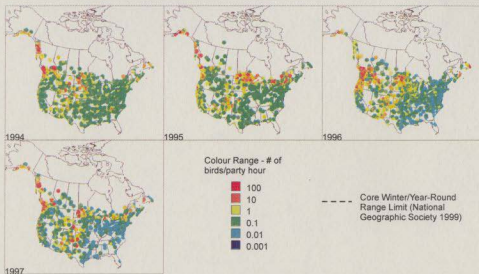 1994
1995
1996
1997
Colour Range - # of
birds/party hour
100
10
1
0.1
0.01
0.001
Core Winter/Year-Round
Range Limit (National
Geographic Society 1999)